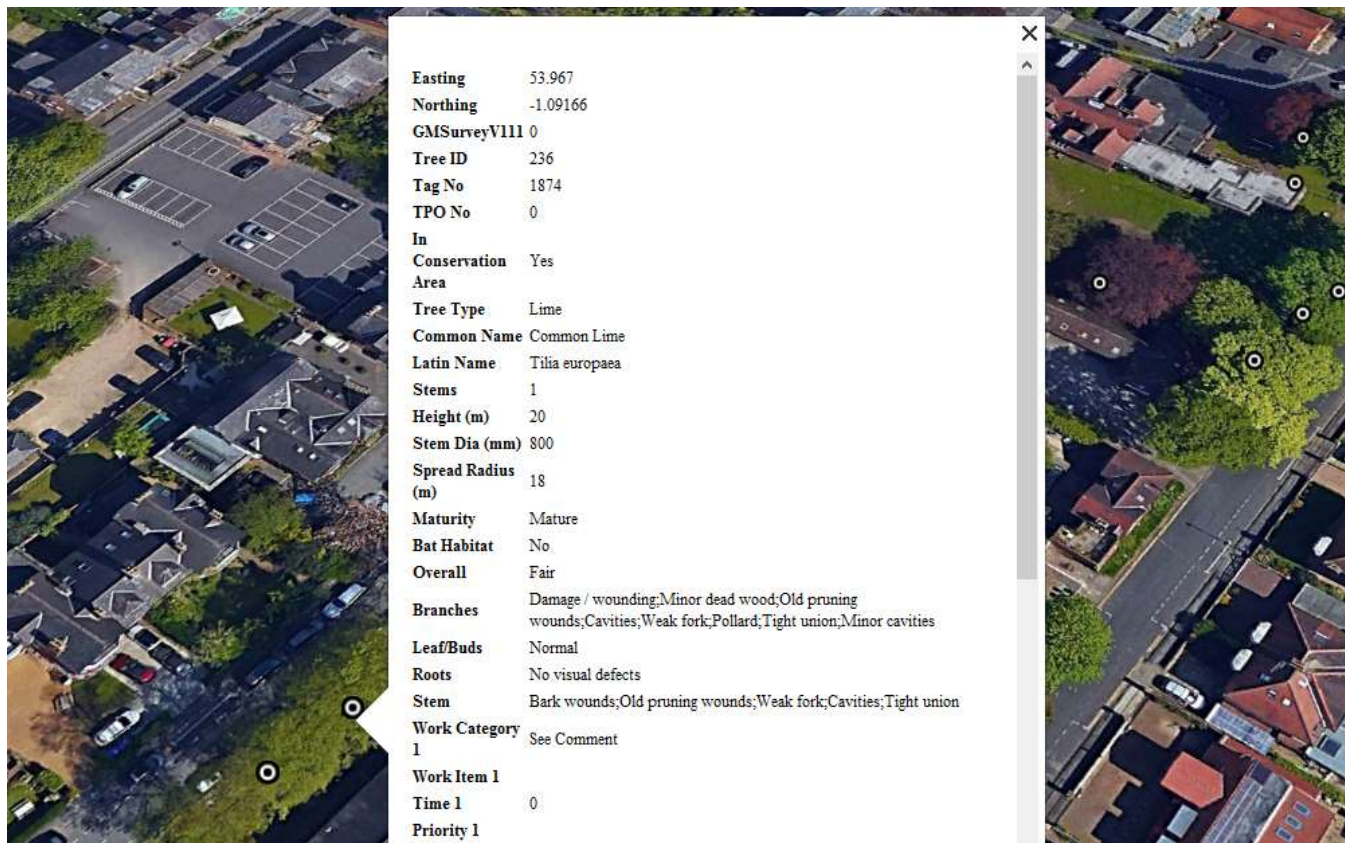 Easting 53.967
Northing -1.09166
GMSurveyV111 0
Tree ID 236
Tag No 1874
TPO No 0
In
Conservation Yes
Area
Tree Type Lime
Common Name Common Lime
Latin Name Tilia europaea
Stems 1
Height (m) 20
Stem Dia (mm) 800
Spread Radius
(m) 18
Maturity Mature
Bat Habitat No
Overall Fair
Branches Damage / wounding;Minor dead wood;Old pruning
wounds;Cavities;Weak fork;Pollard;Tight union;Minor cavities
Leaf/Buds Normal
Roots No visual defects
Stem Bark wounds;Old pruning wounds;Weak fork;Cavities;Tight union
Work Category
1 See Comment
Work Item 1
Time 1 0
Priority 1